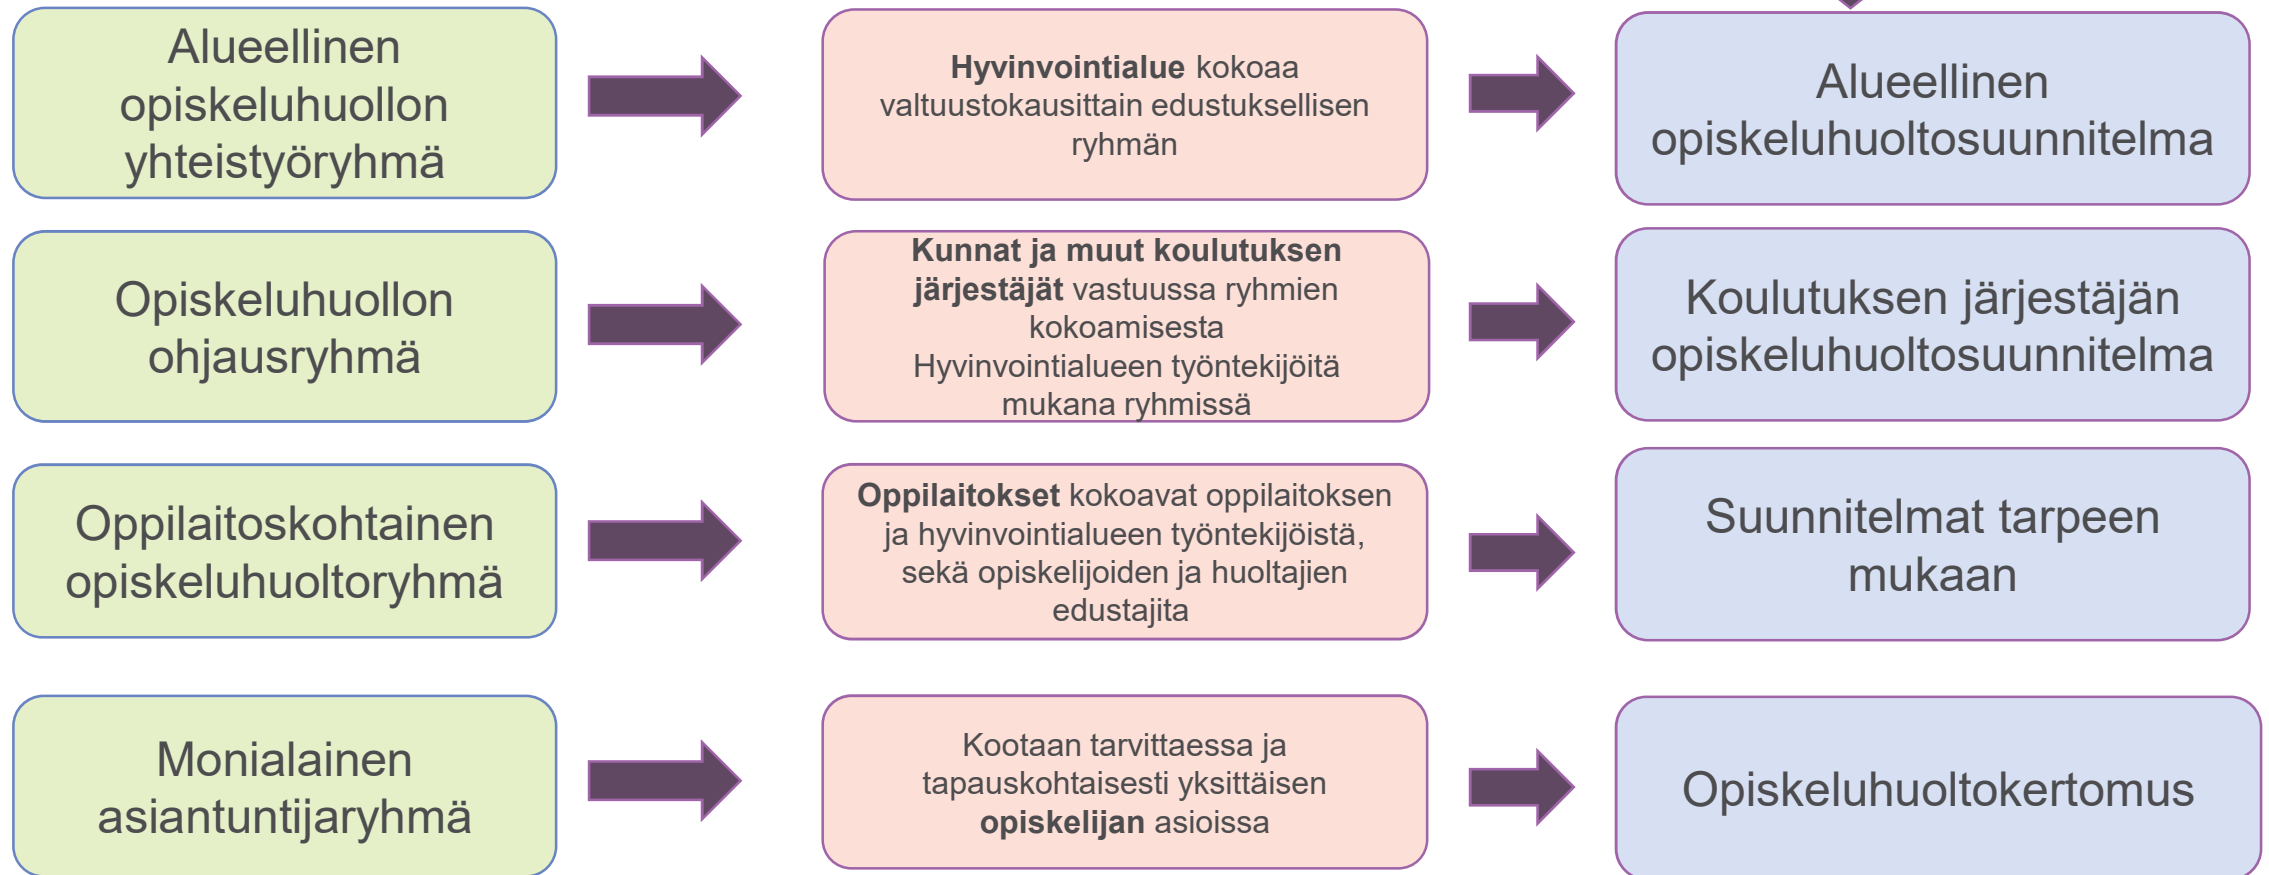 Alueellinen
opiskeluhuollon
yhteistyöryhmä
Hyvinvointialue kokoaa
valtuustokausittain edustuksellisen
ryhmän
Alueellinen
opiskeluhuoltosuunnitelma
Opiskeluhuollon
ohjausryhmä
Kunnat ja muut koulutuksen
järjestäjät vastuussa ryhmien
kokoamisesta
Hyvinvointialueen työntekijöitä
mukana ryhmissä
Koulutuksen järjestäjän
opiskeluhuoltosuunnitelma
Oppilaitoskohtainen
opiskeluhuoltoryhmä
Oppilaitokset kokoavat oppilaitoksen
ja hyvinvointialueen työntekijöistä,
sekä opiskelijoiden ja huoltajien
edustajita
Suunnitelmat tarpeen
mukaan
Monialainen
asiantuntijaryhmä
Kootaan tarvittaessa ja
tapauskohtaisesti yksittäisen
opiskelijan asioissa
Opiskeluhuoltokertomus